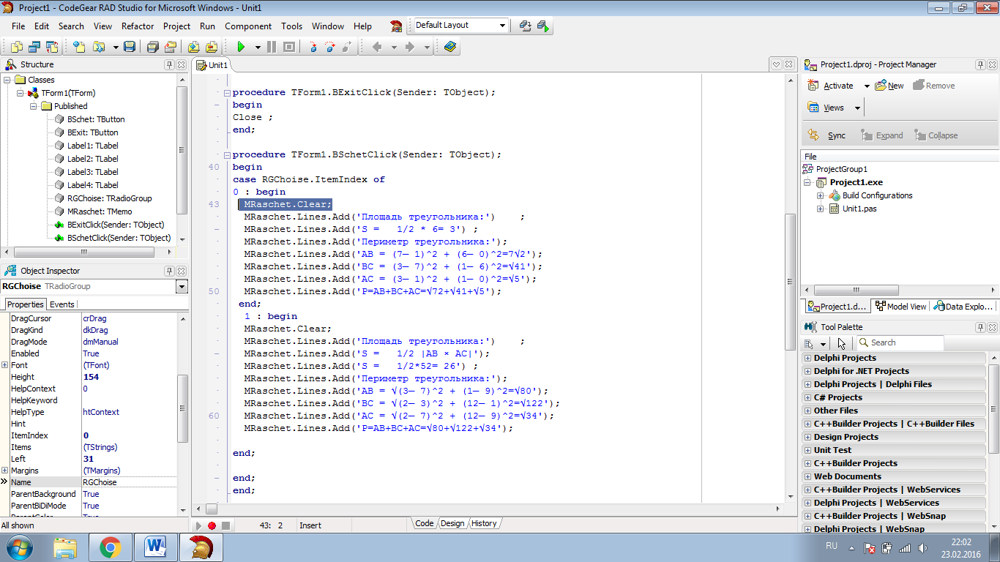 Project1 - CodeGear RAD Studio for Microsoft Windows - Unit1
File Edit Search View Refactor Project Run Component Tools Window Help
Default Layout
Structure
Classes
TForm1(TForm)
Published
BSchet: TButton
BExit: TButton
Label1: TLabel
Label2: TLabel
Label3: TLabel
Label4: TLabel
RGChoise: TRadioGroup
MRaschet: TMemo
BExitClick(Sender: TObject)
BSchetClick(Sender: TObject)
Object Inspector
RGChoise TRadioGroup
Properties Events
DragCursor crDrag
DragKind dkDrag
DragMode dmManual
Enabled True
Font (TFont)
Height 154
HelpContext 0
HelpKeyword
HelpType htContext
Hint
ItemIndex 0
Items (TStrings)
Left 31
Margins (TMargins)
Name RGChoise
ParentBackground True
ParentBiDiMode True
ParentColor True
All shown
Unit1
procedure TForm1.BExitClick(Sender: TObject);
begin
Close ;
end;
procedure TForm1.BSchetClick(Sender: TObject);
40 begin
case RGChoise.ItemIndex of
0 : begin
43 MRaschet.Clear;
MRaschet.Lines.Add('Площадь треугольника:') ;
MRaschet.Lines.Add('S = 1/2 * 6= 3') ;
MRaschet.Lines.Add('Периметр треугольника:');
MRaschet.Lines.Add('AB = (7— 1)^2 + (6— 0)^2=7√2');
MRaschet.Lines.Add('BC = (3— 7)^2 + (1— 6)^2=√41');
MRaschet.Lines.Add('AC = (3— 1)^2 + (1— 0)^2=√5');
50 MRaschet.Lines.Add('P=AB+BC+AC=√72+√41+√5');
end;
1 : begin
MRaschet.Clear;
MRaschet.Lines.Add('Площадь треугольника:') ;
MRaschet.Lines.Add('S = 1/2 |AB × AC|');
MRaschet.Lines.Add('S = 1/2*52= 26') ;
MRaschet.Lines.Add('Периметр треугольника:');
MRaschet.Lines.Add('AB = √(3— 7)^2 + (1— 9)^2=√80');
MRaschet.Lines.Add('BC = √(2— 3)^2 + (12— 1)^2=√122');
60 MRaschet.Lines.Add('AC = √(2— 7)^2 + (12— 9)^2=√34');
MRaschet.Lines.Add('P=AB+BC+AC=√80+√122+√34');
end;
end;
end;
43: 2 Insert
Code Design History
Project1.dproj - Project Manager
Activate New Remove
Views
Sync Expand Collapse
File
ProjectGroup1
Project1.exe
Build Configurations
Unit1.pas
Project1.d... Model View Data Explo...
Tool Palette
Search
Delphi Projects
Delphi for .NET Projects
Delphi Projects | Delphi Files
C# Projects
Other Files
C++Builder Projects | C++Builder Files
Design Projects
Unit Test
C++Builder Projects
Web Documents
C++Builder Projects | WebServices
Delphi Projects | WebServices
C++Builder Projects | WebSnap
Delphi Projects | WebSnap
RU
22:02
23.02.2016